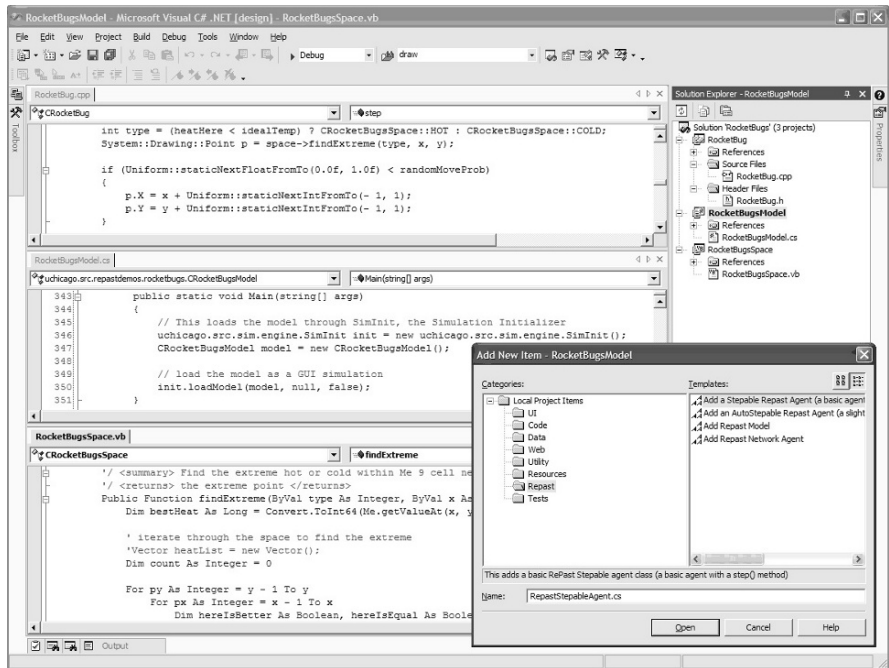 RocketBugsModel - Microsoft Visual C# .NET [design] - RocketBugsSpace.vb
File Edit View Project Build Debug Tools Window Help
Debug
draw
RocketBug.cpp
CRocketBug
step
int type = (heatHere < idealTemp) ? CRocketBugsSpace::HOT : CRocketBugsSpace::COLD;
System::Drawing::Point p = space->findExtreme(type, x, y);
if (Uniform::staticNextFloatFromTo(0.0f, 1.0f) < randomMoveProb)
{
p.X = x + Uniform::staticNextIntFromTo(- 1, 1);
p.Y = y + Uniform::staticNextIntFromTo(- 1, 1);
}
RocketBugsModel.cs
uchicago.src.repastdemos.rocketbugs.CRocketBugsModel
Main(string[] args)
343 public static void Main(string[] args)
344 {
345 // This loads the model through SimInit, the Simulation Initializer
346 uchicago.src.sim.engine.SimInit init = new uchicago.src.sim.engine.SimInit();
347 CRocketBugsModel model = new CRocketBugsModel();
348
349 // load the model as a GUI simulation
350 init.loadModel(model, null, false);
351 }
RocketBugsSpace.vb
CRocketBugsSpace
findExtreme
'/ <summary> Find the extreme hot or cold within Me 9 cell ne
'/ <returns> the extreme point </returns>
Public Function findExtreme(ByVal type As Integer, ByVal x As
Dim bestHeat As Long = Convert.ToInt64(Me.getValueAt(x, y
' iterate through the space to find the extreme
'Vector heatList = new Vector();
Dim count As Integer = 0
For py As Integer = y - 1 To y
For px As Integer = x - 1 To x
Dim hereIsBetter As Boolean, hereIsEqual As Boole
Output
Toolbox
Solution Explorer - RocketBugsModel
Solution 'RocketBugs' (3 projects)
RocketBug
References
Source Files
RocketBug.cpp
Header Files
RocketBug.h
RocketBugsModel
References
RocketBugsModel.cs
RocketBugsSpace
References
RocketBugsSpace.vb
Properties
Add New Item - RocketBugsModel
Categories:
Templates:
Local Project Items
UI
Code
Data
Web
Utility
Resources
Repast
Tests
Add a Stepable Repast Agent (a basic agent
Add an AutoStepable Repast Agent (a slight
Add Repast Model
Add Repast Network Agent
This adds a basic RePast Stepable agent class (a basic agent with a step() method)
Name:
RepastStepableAgent.cs
Open
Cancel
Help